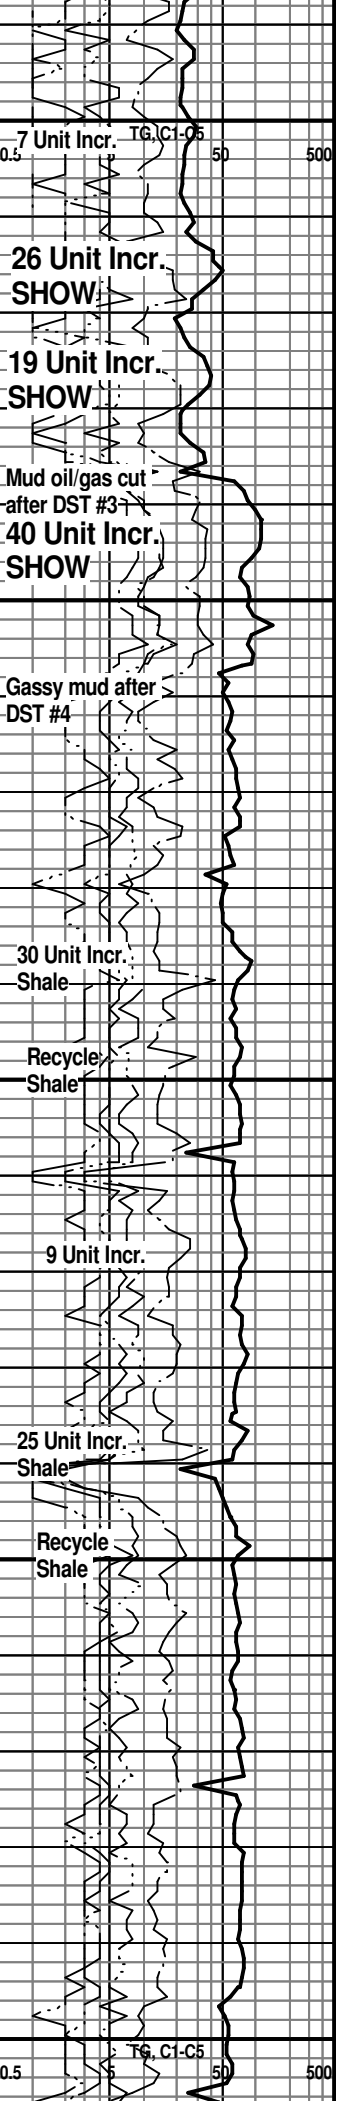 7 Unit Incr. TG, C1-C5
0.5 5 50 500
26 Unit Incr.
SHOW
19 Unit Incr.
SHOW
Mud oil/gas cut
after DST #3
40 Unit Incr.
SHOW
Gassy mud after
DST #4
30 Unit Incr.
Shale
Recycle
Shale
9 Unit Incr.
25 Unit Incr.
Shale
Recycle
Shale
TG, C1-C5
0.5 5 50 500